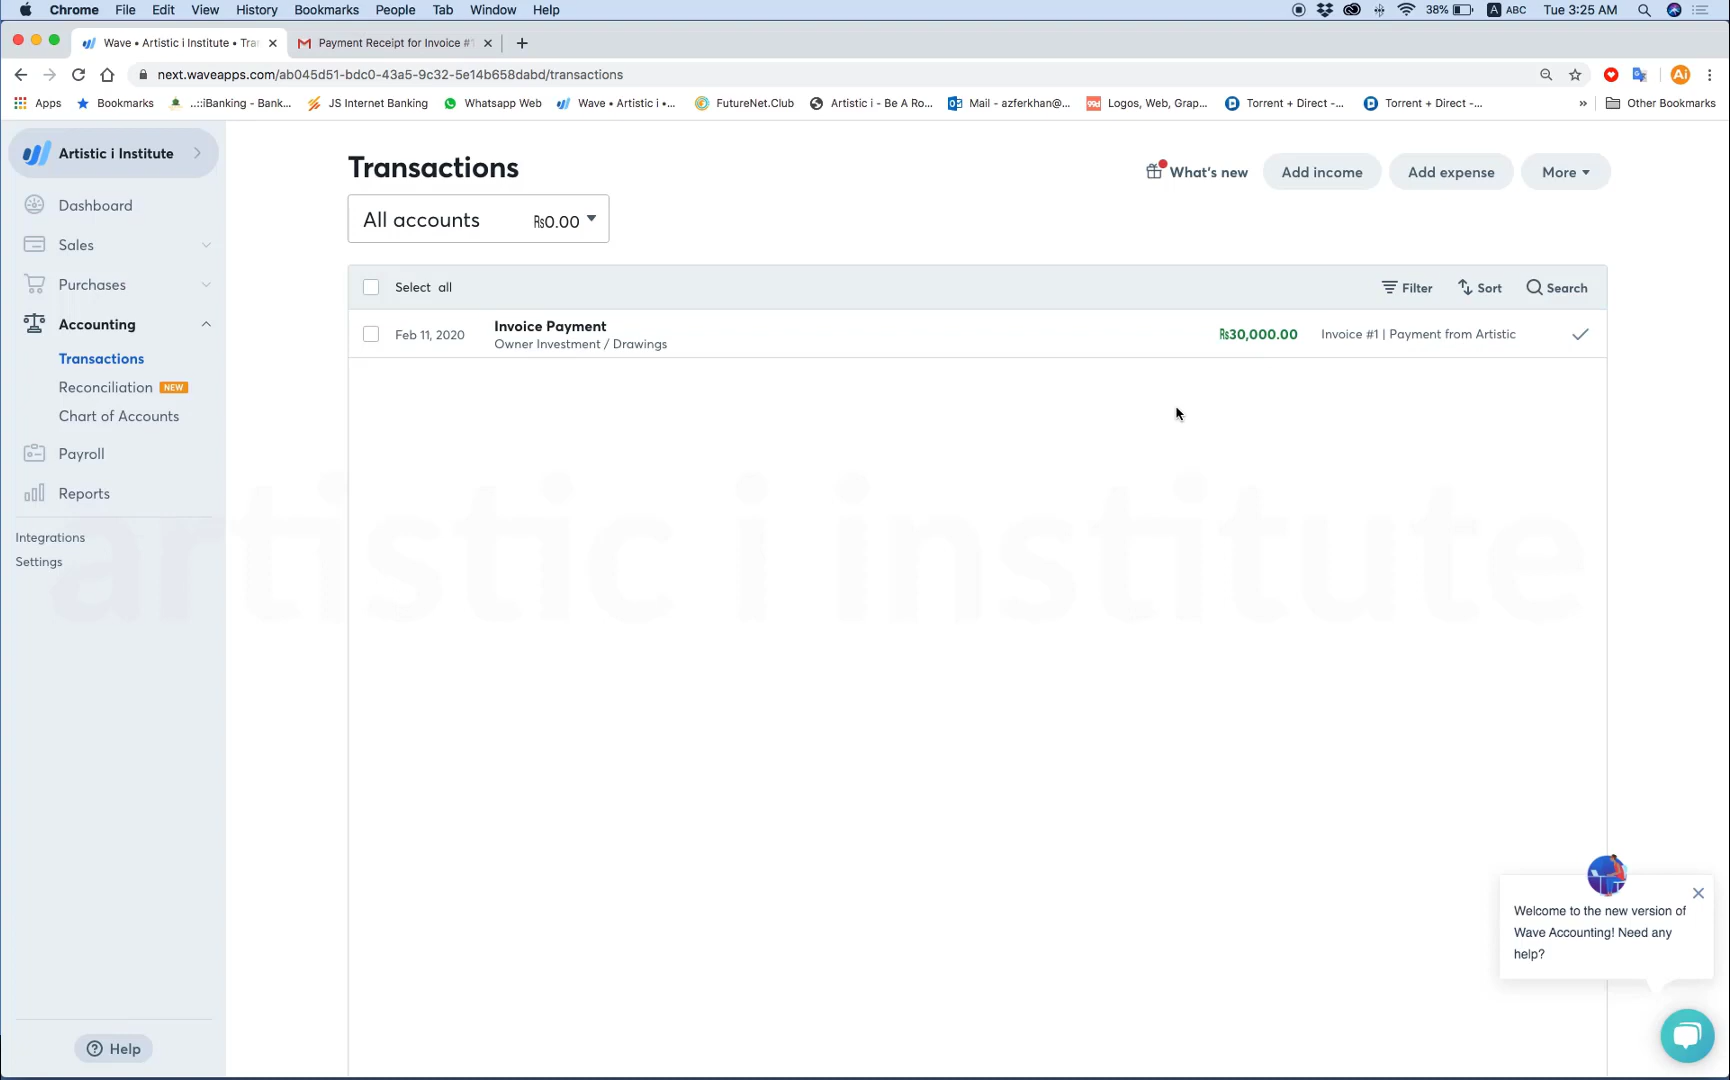 Chrome File Edit View History Bookmarks People Tab Window Help 38% A ABC Tue 3:25 AM
Wave • Artistic i Institute • Tra Payment Receipt for Invoice #1
next.waveapps.com/ab045d51-bdc0-43a5-9c32-5e14b658dabd/transactions Ai
Apps Bookmarks ..::iBanking - Bank... JS Internet Banking Whatsapp Web Wave • Artistic i •... FutureNet.Club Artistic i - Be A Ro... Mail - azferkhan@... 99d Logos, Web, Grap... Torrent + Direct -... Torrent + Direct -... » Other Bookmarks
Artistic i Institute
Dashboard
Sales
Purchases
Accounting
Transactions
Reconciliation NEW
Chart of Accounts
Payroll
Reports
Integrations
Settings
Help
Transactions
What's new Add income Add expense More
All accounts ₨0.00
Select all Filter Sort Search
Feb 11, 2020 Invoice Payment ₨30,000.00 Invoice #1 | Payment from Artistic
Owner Investment / Drawings
artistic i institute
Welcome to the new version of
Wave Accounting! Need any
help?